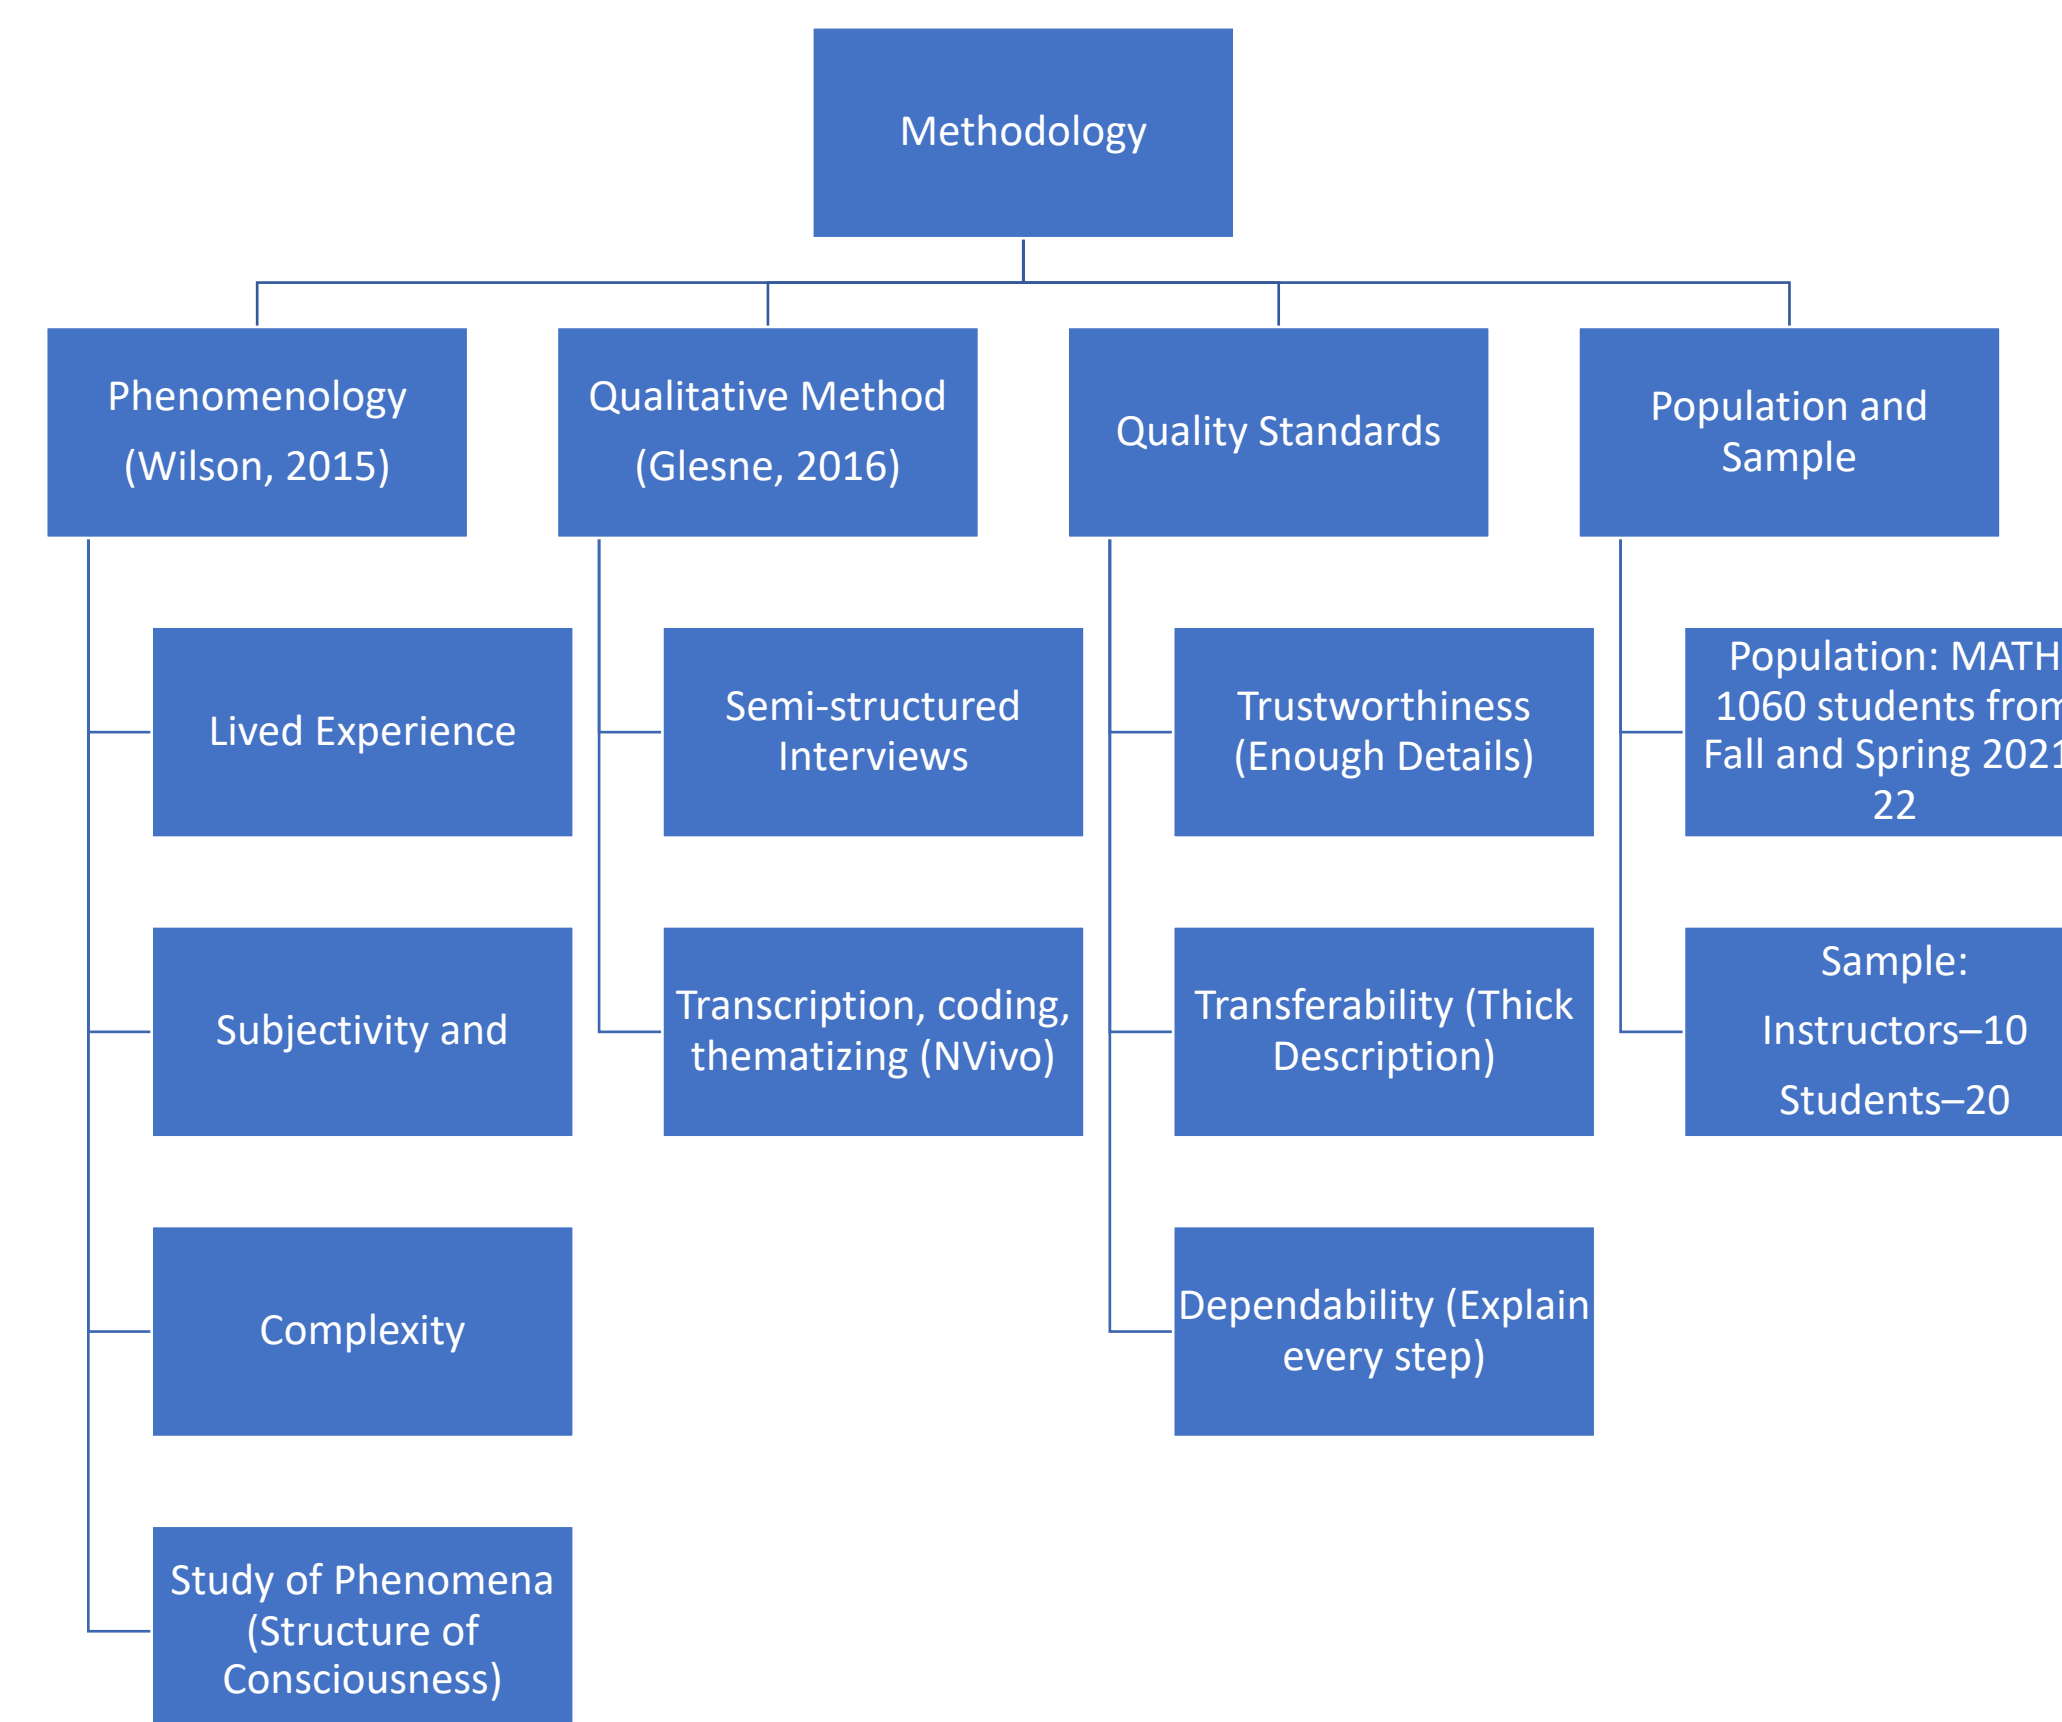 Methodology
Phenomenology
(Wilson, 2015)
Qualitative Method
(Glesne, 2016)
Quality Standards
Population and
Sample
Lived Experience
Semi-structured
Interviews
Trustworthiness
(Enough Details)
Population: MATH
1060 students from
Fall and Spring 2021
22
Subjectivity and
Transcription, coding,
thematizing (NVivo)
Transferability (Thick
Description)
Sample:
Instructors–10
Students–20
Complexity
Dependability (Explain
every step)
Study of Phenomena
(Structure of
Consciousness)